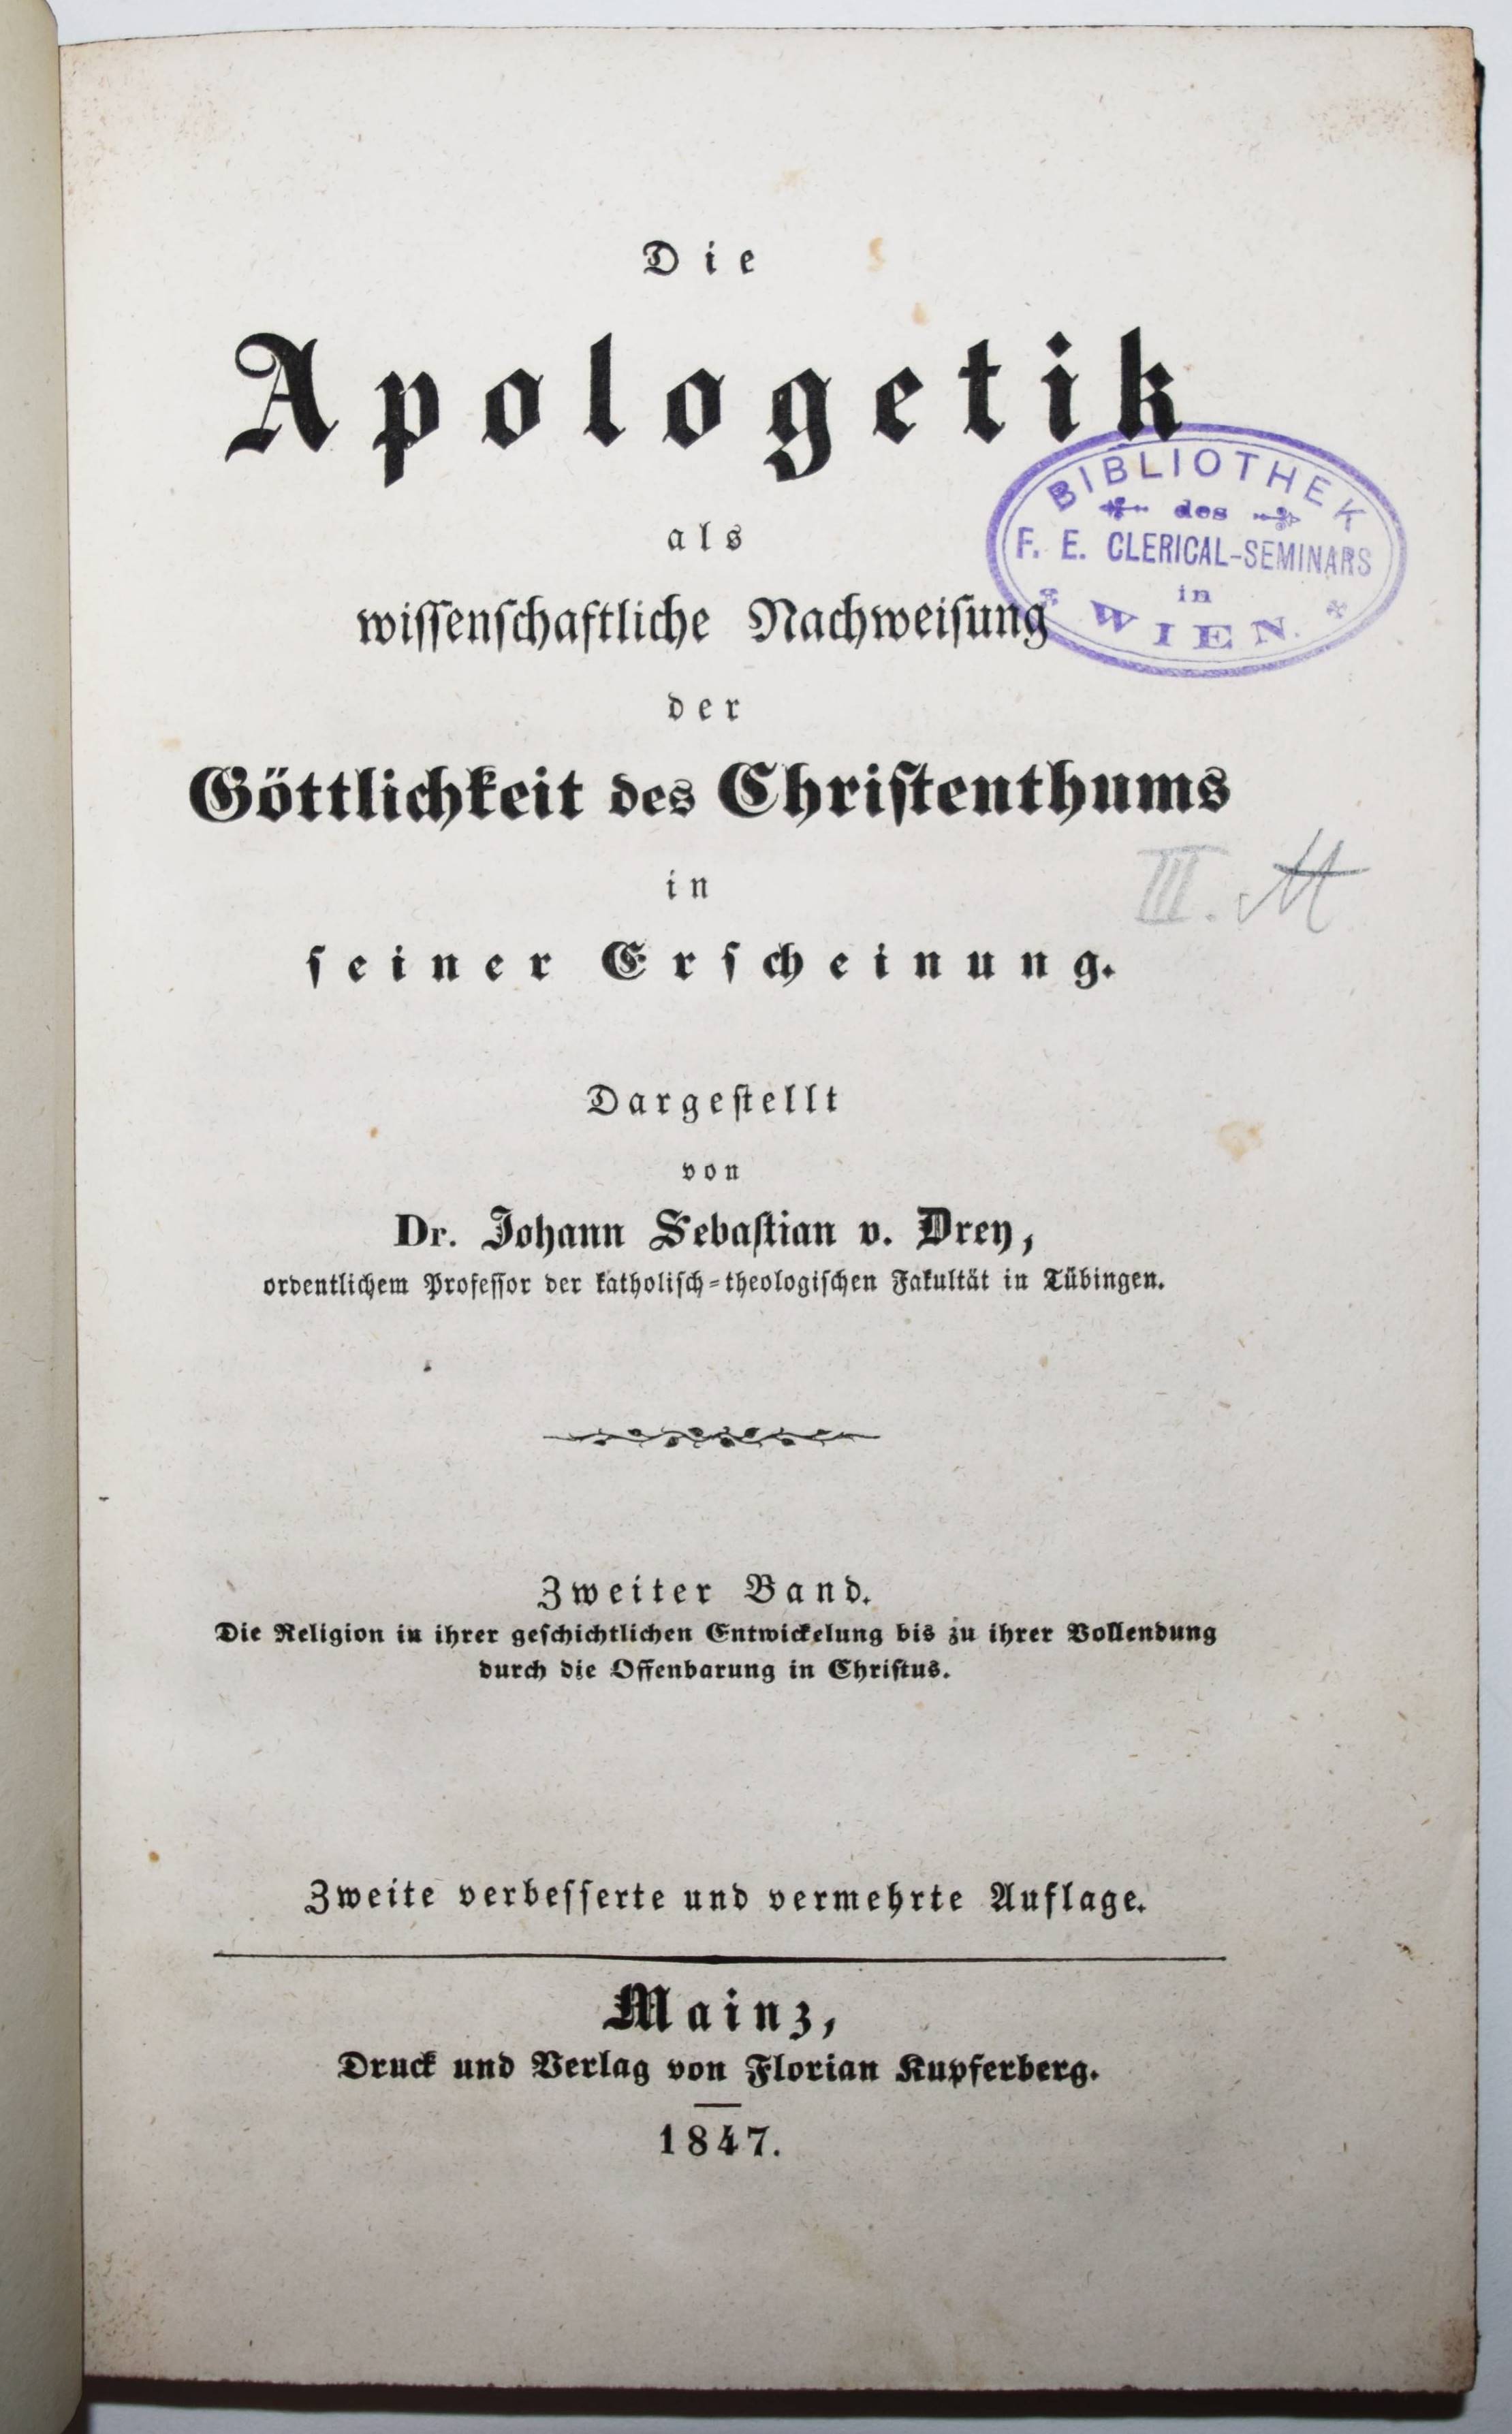 Die
Apologetik
als
wissenschaftliche Nachweisung
der
Göttlichkeit des Christenthums
in
seiner Erscheinung.
Dargestellt
von
Dr. Johann Sebastian v. Drey,
ordentlichem Professor der katholisch-theologischen Fakultät in Tübingen.
Zweiter Band.
Die Religion in ihrer geschichtlichen Entwickelung bis zu ihrer Vollendung
durch die Offenbarung in Christus.
Zweite verbesserte und vermehrte Auflage.
Mainz,
Druck und Verlag von Florian Kupferberg.
1847.
BIBLIOTHEK
des
F. E. CLERICAL-SEMINARS
in
WIEN.
III.